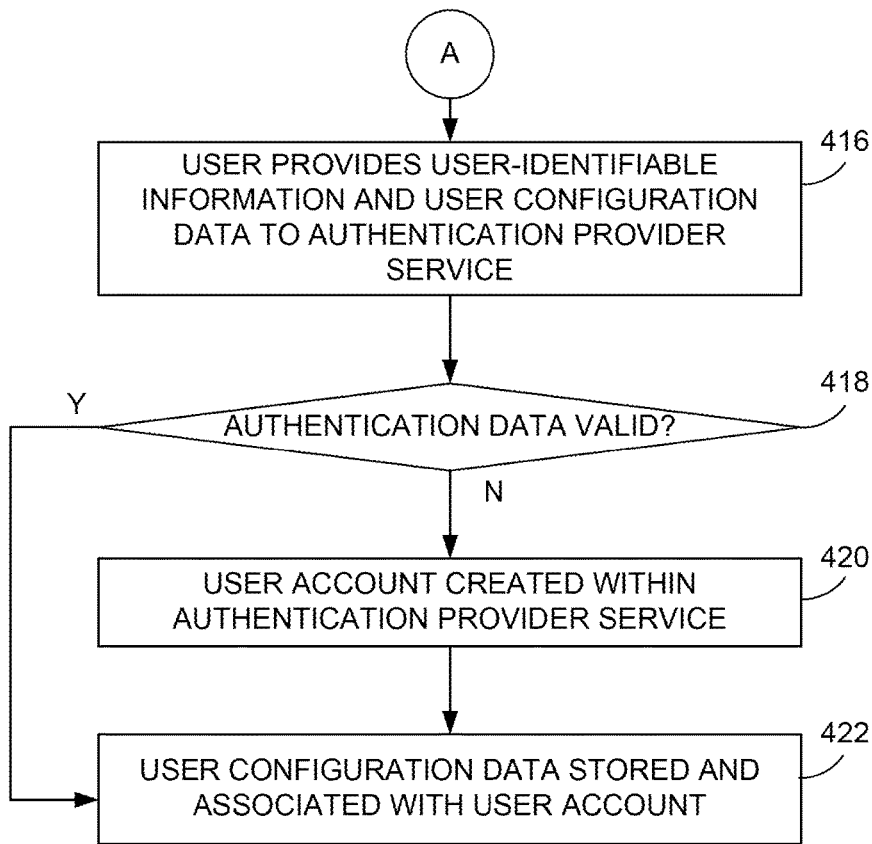 A
416
USER PROVIDES USER-IDENTIFIABLE
INFORMATION AND USER CONFIGURATION
DATA TO AUTHENTICATION PROVIDER
SERVICE
418
Y
AUTHENTICATION DATA VALID?
N
420
USER ACCOUNT CREATED WITHIN
AUTHENTICATION PROVIDER SERVICE
422
USER CONFIGURATION DATA STORED AND
ASSOCIATED WITH USER ACCOUNT